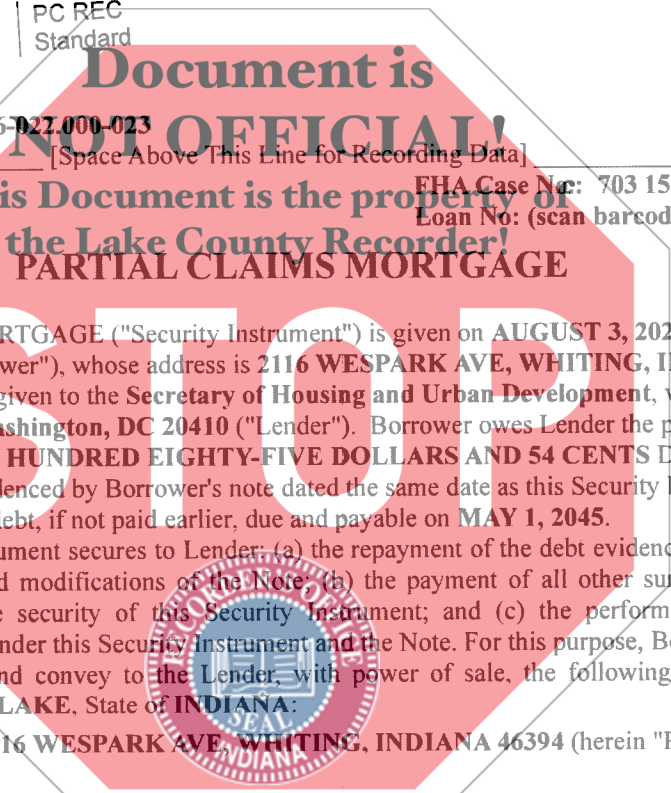 PC REC
Standard
Document is
NOT OFFICIAL!
6-022.000-023
[Space Above This Line for Recording Data]
This Document is the property of
the Lake County Recorder!
FHA Case No.: 703 15
Loan No: (scan barcod
PARTIAL CLAIMS MORTGAGE
STOP
RTGAGE ("Security Instrument") is given on AUGUST 3, 202
ower"), whose address is 2116 WESPARK AVE, WHITING, I
given to the Secretary of Housing and Urban Development,
ashington, DC 20410 ("Lender"). Borrower owes Lender the p
HUNDRED EIGHTY-FIVE DOLLARS AND 54 CENTS D
denced by Borrower's note dated the same date as this Security
debt, if not paid earlier, due and payable on MAY 1, 2045.
ument secures to Lender: (a) the repayment of the debt evidenc
d modifications of the Note; (b) the payment of all other su
e security of this Security Instrument; and (c) the perform
nder this Security Instrument and the Note. For this purpose, B
nd convey to the Lender, with power of sale, the following
LAKE, State of INDIANA:
16 WESPARK AVE, WHITING, INDIANA 46394 (herein "P
RECORDER'S OFFICE
SEAL
INDIANA